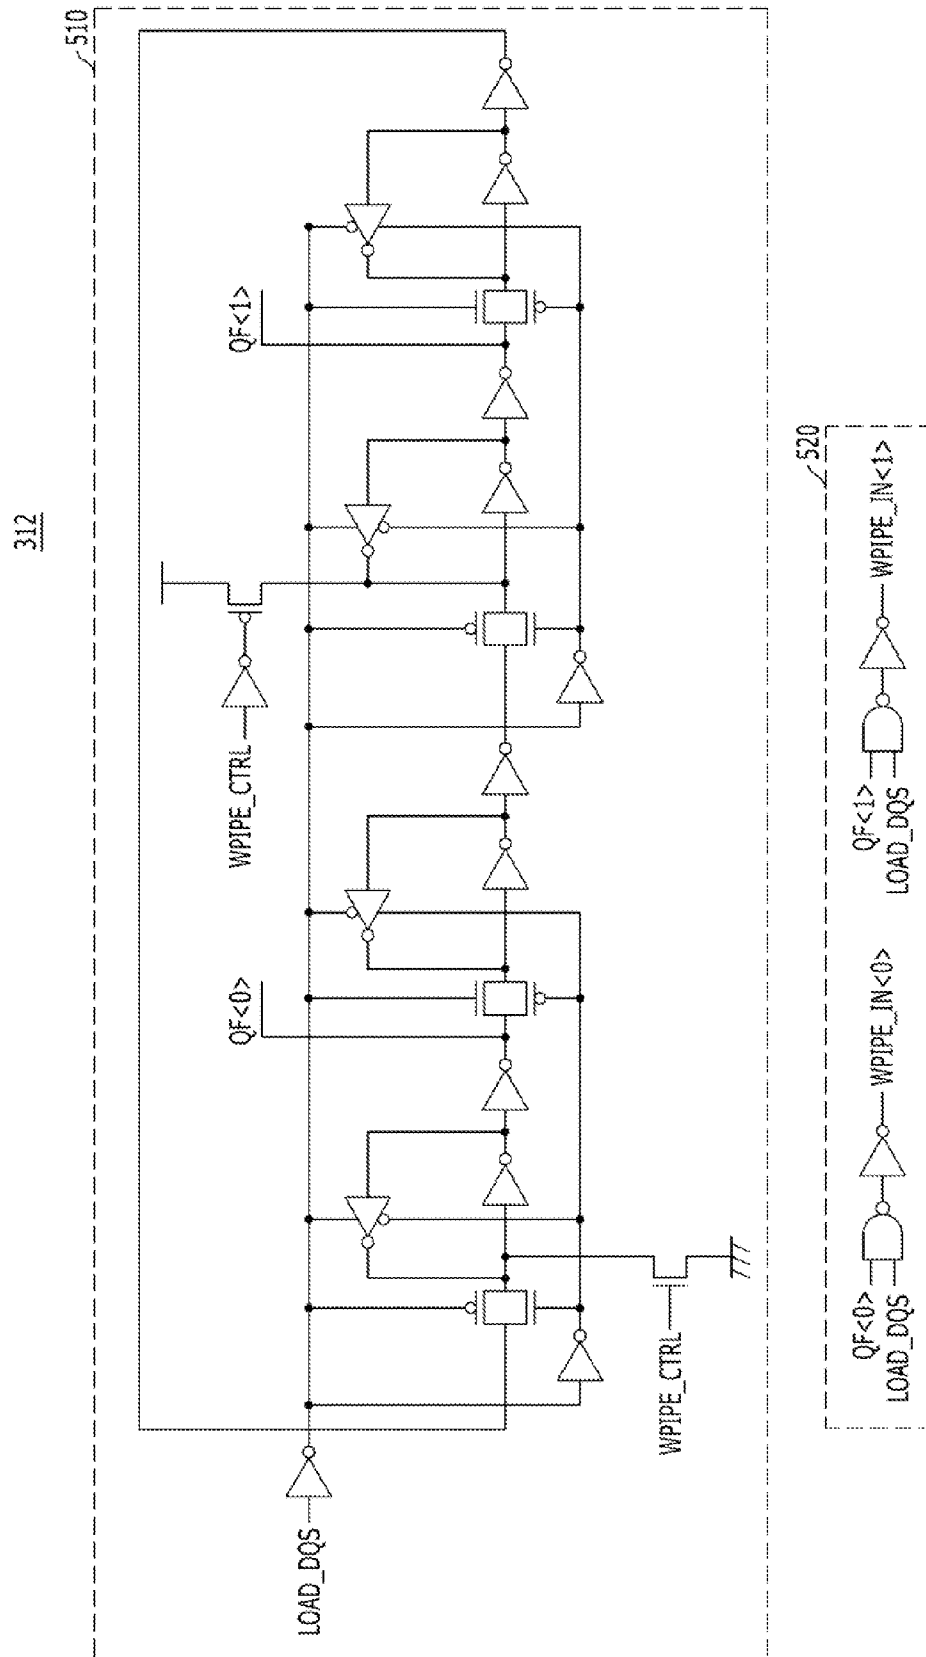 312
510
LOAD_DQS
QF<0>
WPIPE_CTRL
QF<1>
WPIPE_CTRL
520
QF<0>
LOAD_DQS
WPIPE_IN<0>
QF<1>
LOAD_DQS
WPIPE_IN<1>